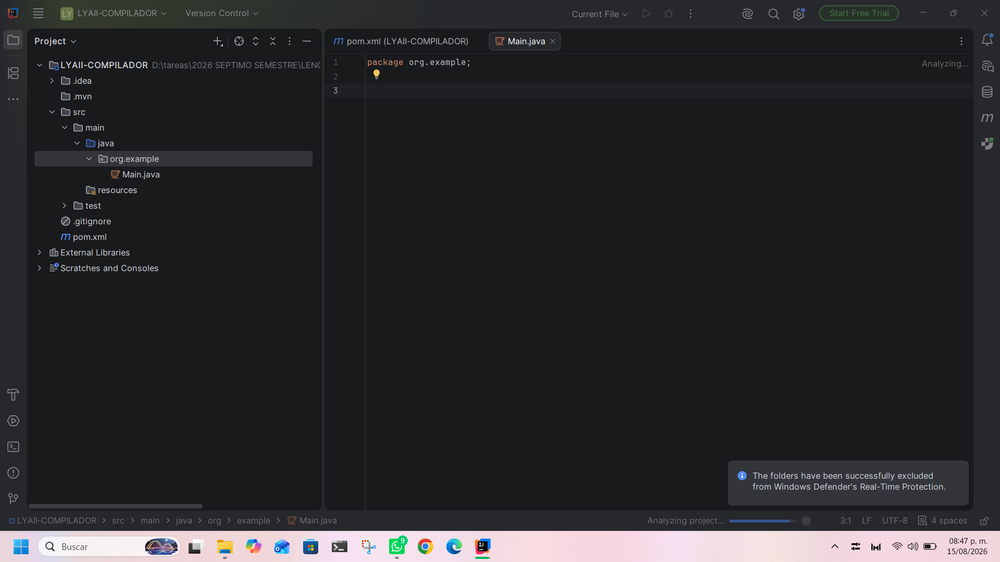 LY LYAII-COMPILADOR Version Control Current File Start Free Trial
Project
pom.xml (LYAII-COMPILADOR) Main.java
LYAII-COMPILADOR D:\tareas\2026 SEPTIMO SEMESTRE\LENG
.idea
.mvn
src
main
java
org.example
Main.java
resources
test
.gitignore
pom.xml
External Libraries
Scratches and Consoles
1 package org.example;
2
3
Analyzing...
The folders have been successfully excluded
from Windows Defender's Real-Time Protection.
LYAII-COMPILADOR > src > main > java > org > example > Main.java
Analyzing project... 3:1 LF UTF-8 4 spaces
Buscar
9
08:47 p. m.
15/08/2026